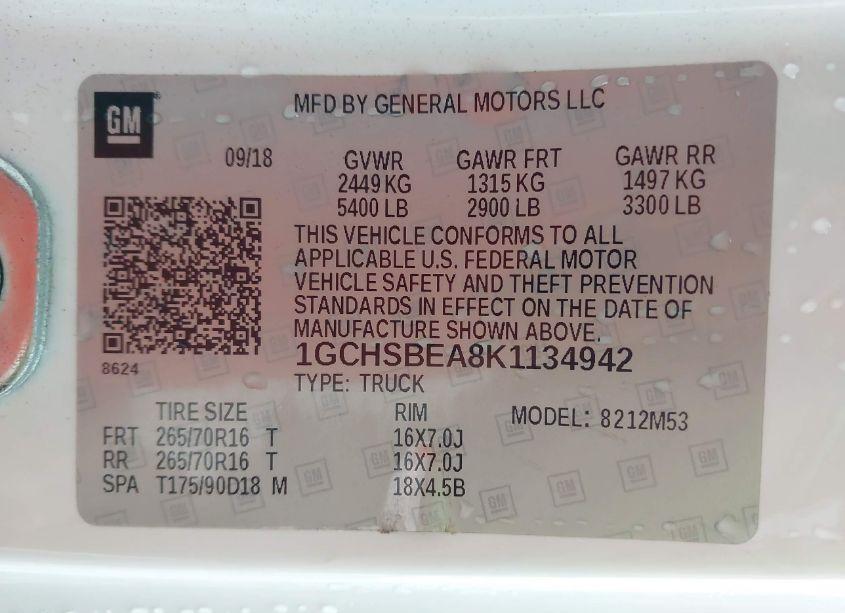 GM
MFD BY GENERAL MOTORS LLC
09/18 GVWR GAWR FRT GAWR RR
2449 KG 1315 KG 1497 KG
5400 LB 2900 LB 3300 LB
THIS VEHICLE CONFORMS TO ALL
APPLICABLE U.S. FEDERAL MOTOR
VEHICLE SAFETY AND THEFT PREVENTION
STANDARDS IN EFFECT ON THE DATE OF
MANUFACTURE SHOWN ABOVE.
1GCHSBEA8K1134942
8624
TYPE: TRUCK
TIRE SIZE RIM MODEL: 8212M53
FRT 265/70R16 T 16X7.0J
RR 265/70R16 T 16X7.0J
SPA T175/90D18 M 18X4.5B